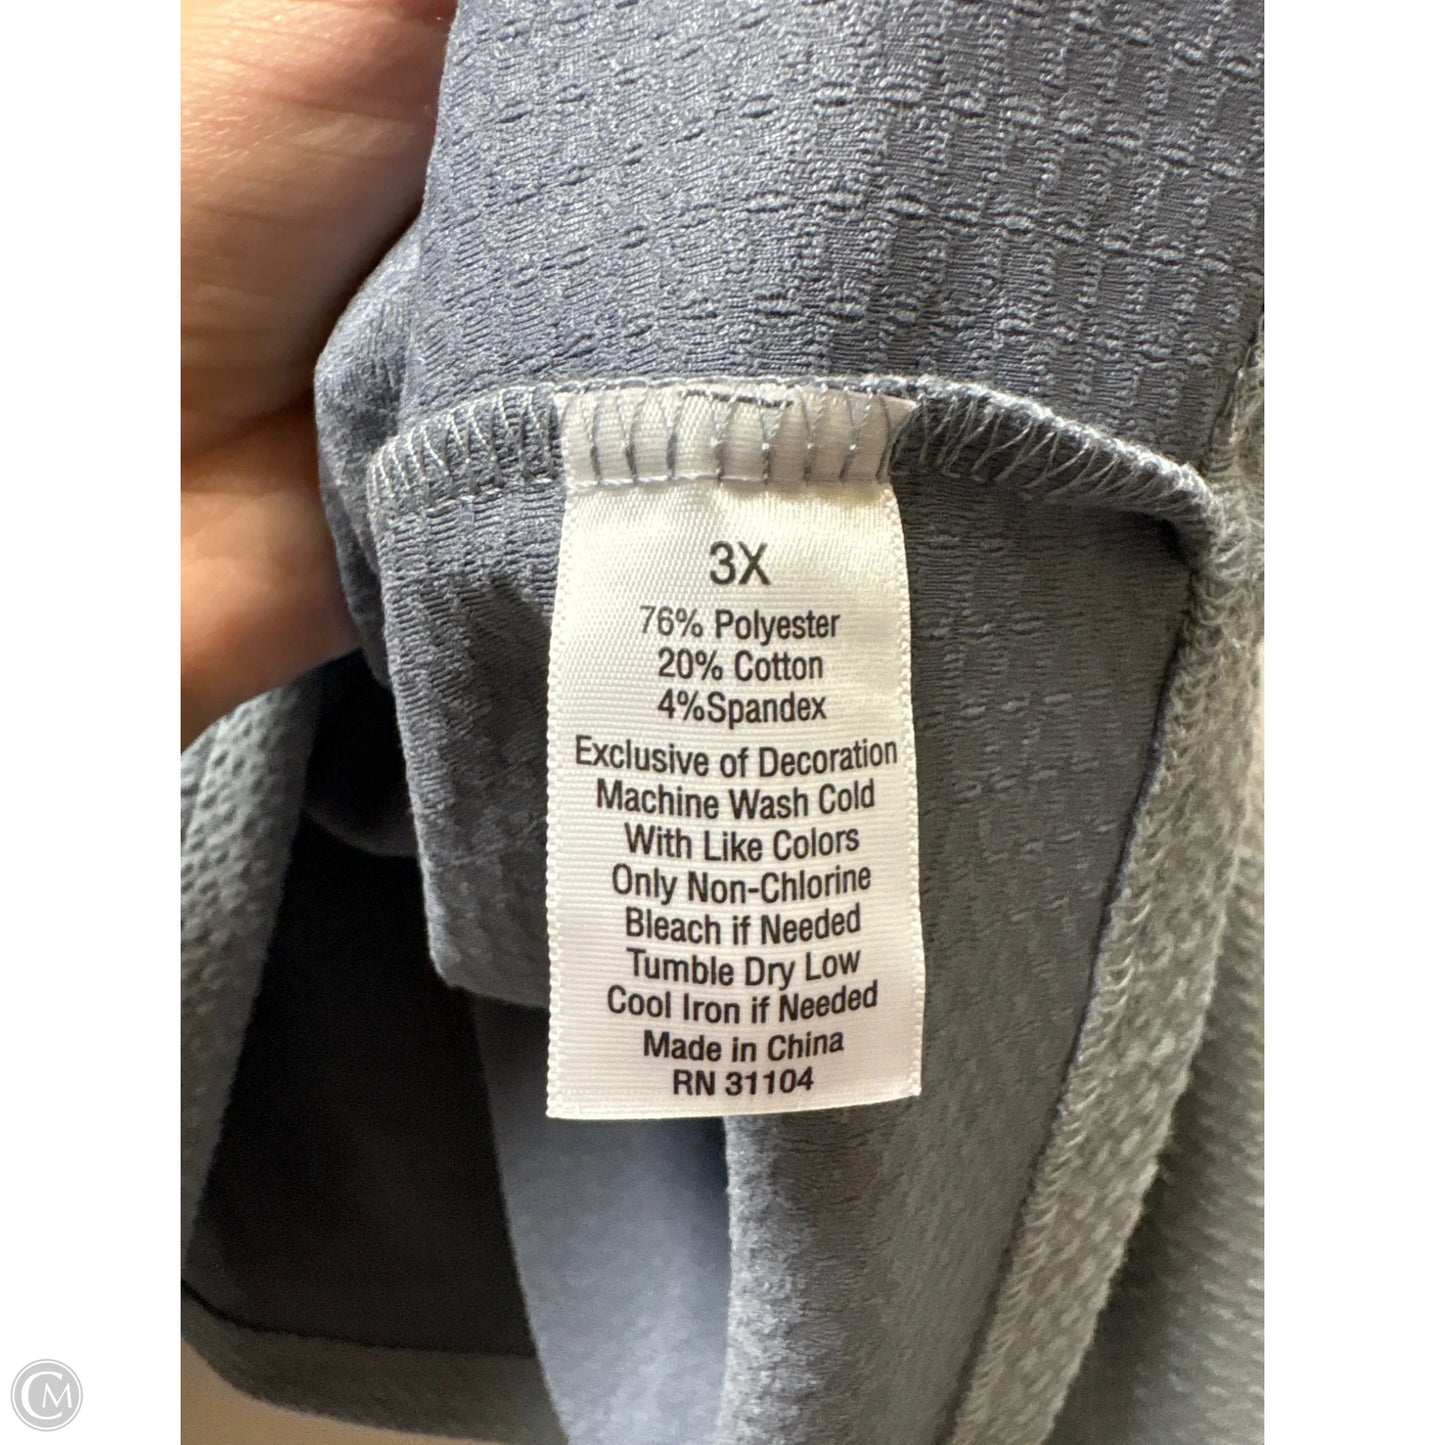 3X
76% Polyester
20% Cotton
4%Spandex
Exclusive of Decoration
Machine Wash Cold
With Like Colors
Only Non-Chlorine
Bleach if Needed
Tumble Dry Low
Cool Iron if Needed
Made in China
RN 31104
CM